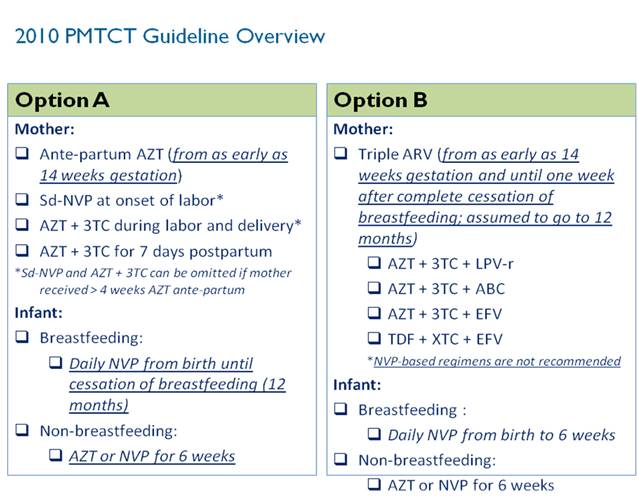 2010 PMTCT Guideline Overview
Option A
Mother:
Ante-partum AZT (from as early as
14 weeks gestation)
Sd-NVP at onset of labor*
AZT + 3TC during labor and delivery*
AZT + 3TC for 7 days postpartum
*Sd-NVP and AZT + 3TC can be omitted if mother
received > 4 weeks AZT ante-partum
Infant:
Breastfeeding:
Daily NVP from birth until
cessation of breastfeeding (12
months)
Non-breastfeeding:
AZT or NVP for 6 weeks
Option B
Mother:
Triple ARV (from as early as 14
weeks gestation and until one week
after complete cessation of
breastfeeding; assumed to go to 12
months)
AZT + 3TC + LPV-r
AZT + 3TC + ABC
AZT + 3TC + EFV
TDF + XTC + EFV
*NVP-based regimens are not recommended
Infant:
Breastfeeding :
Daily NVP from birth to 6 weeks
Non-breastfeeding:
AZT or NVP for 6 weeks